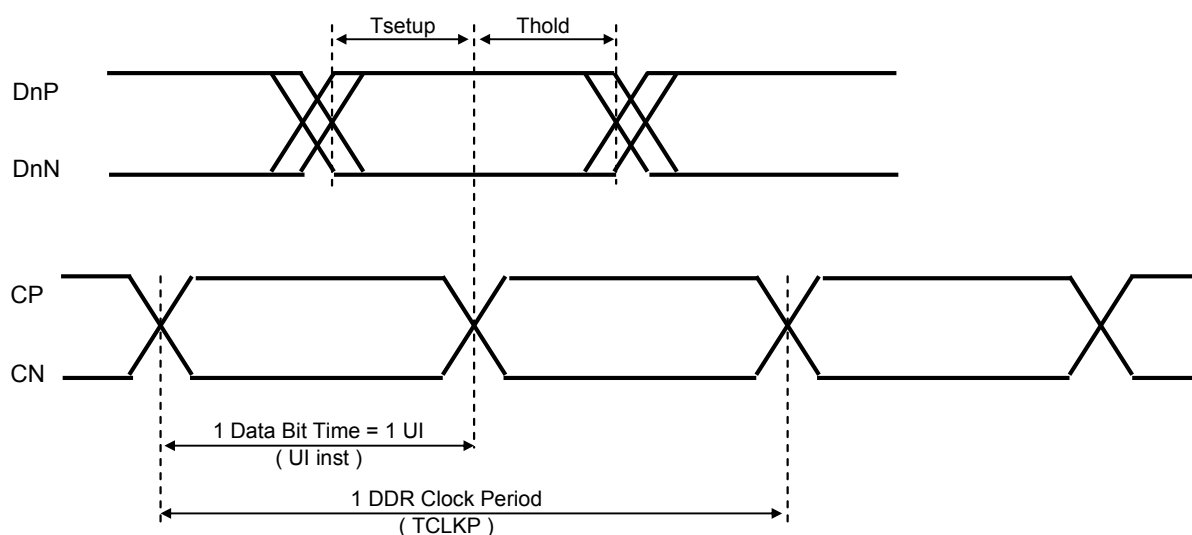 Tsetup
Thold
DnP
DnN
CP
CN
1 Data Bit Time = 1 UI
( UI inst )
1 DDR Clock Period
( TCLKP )